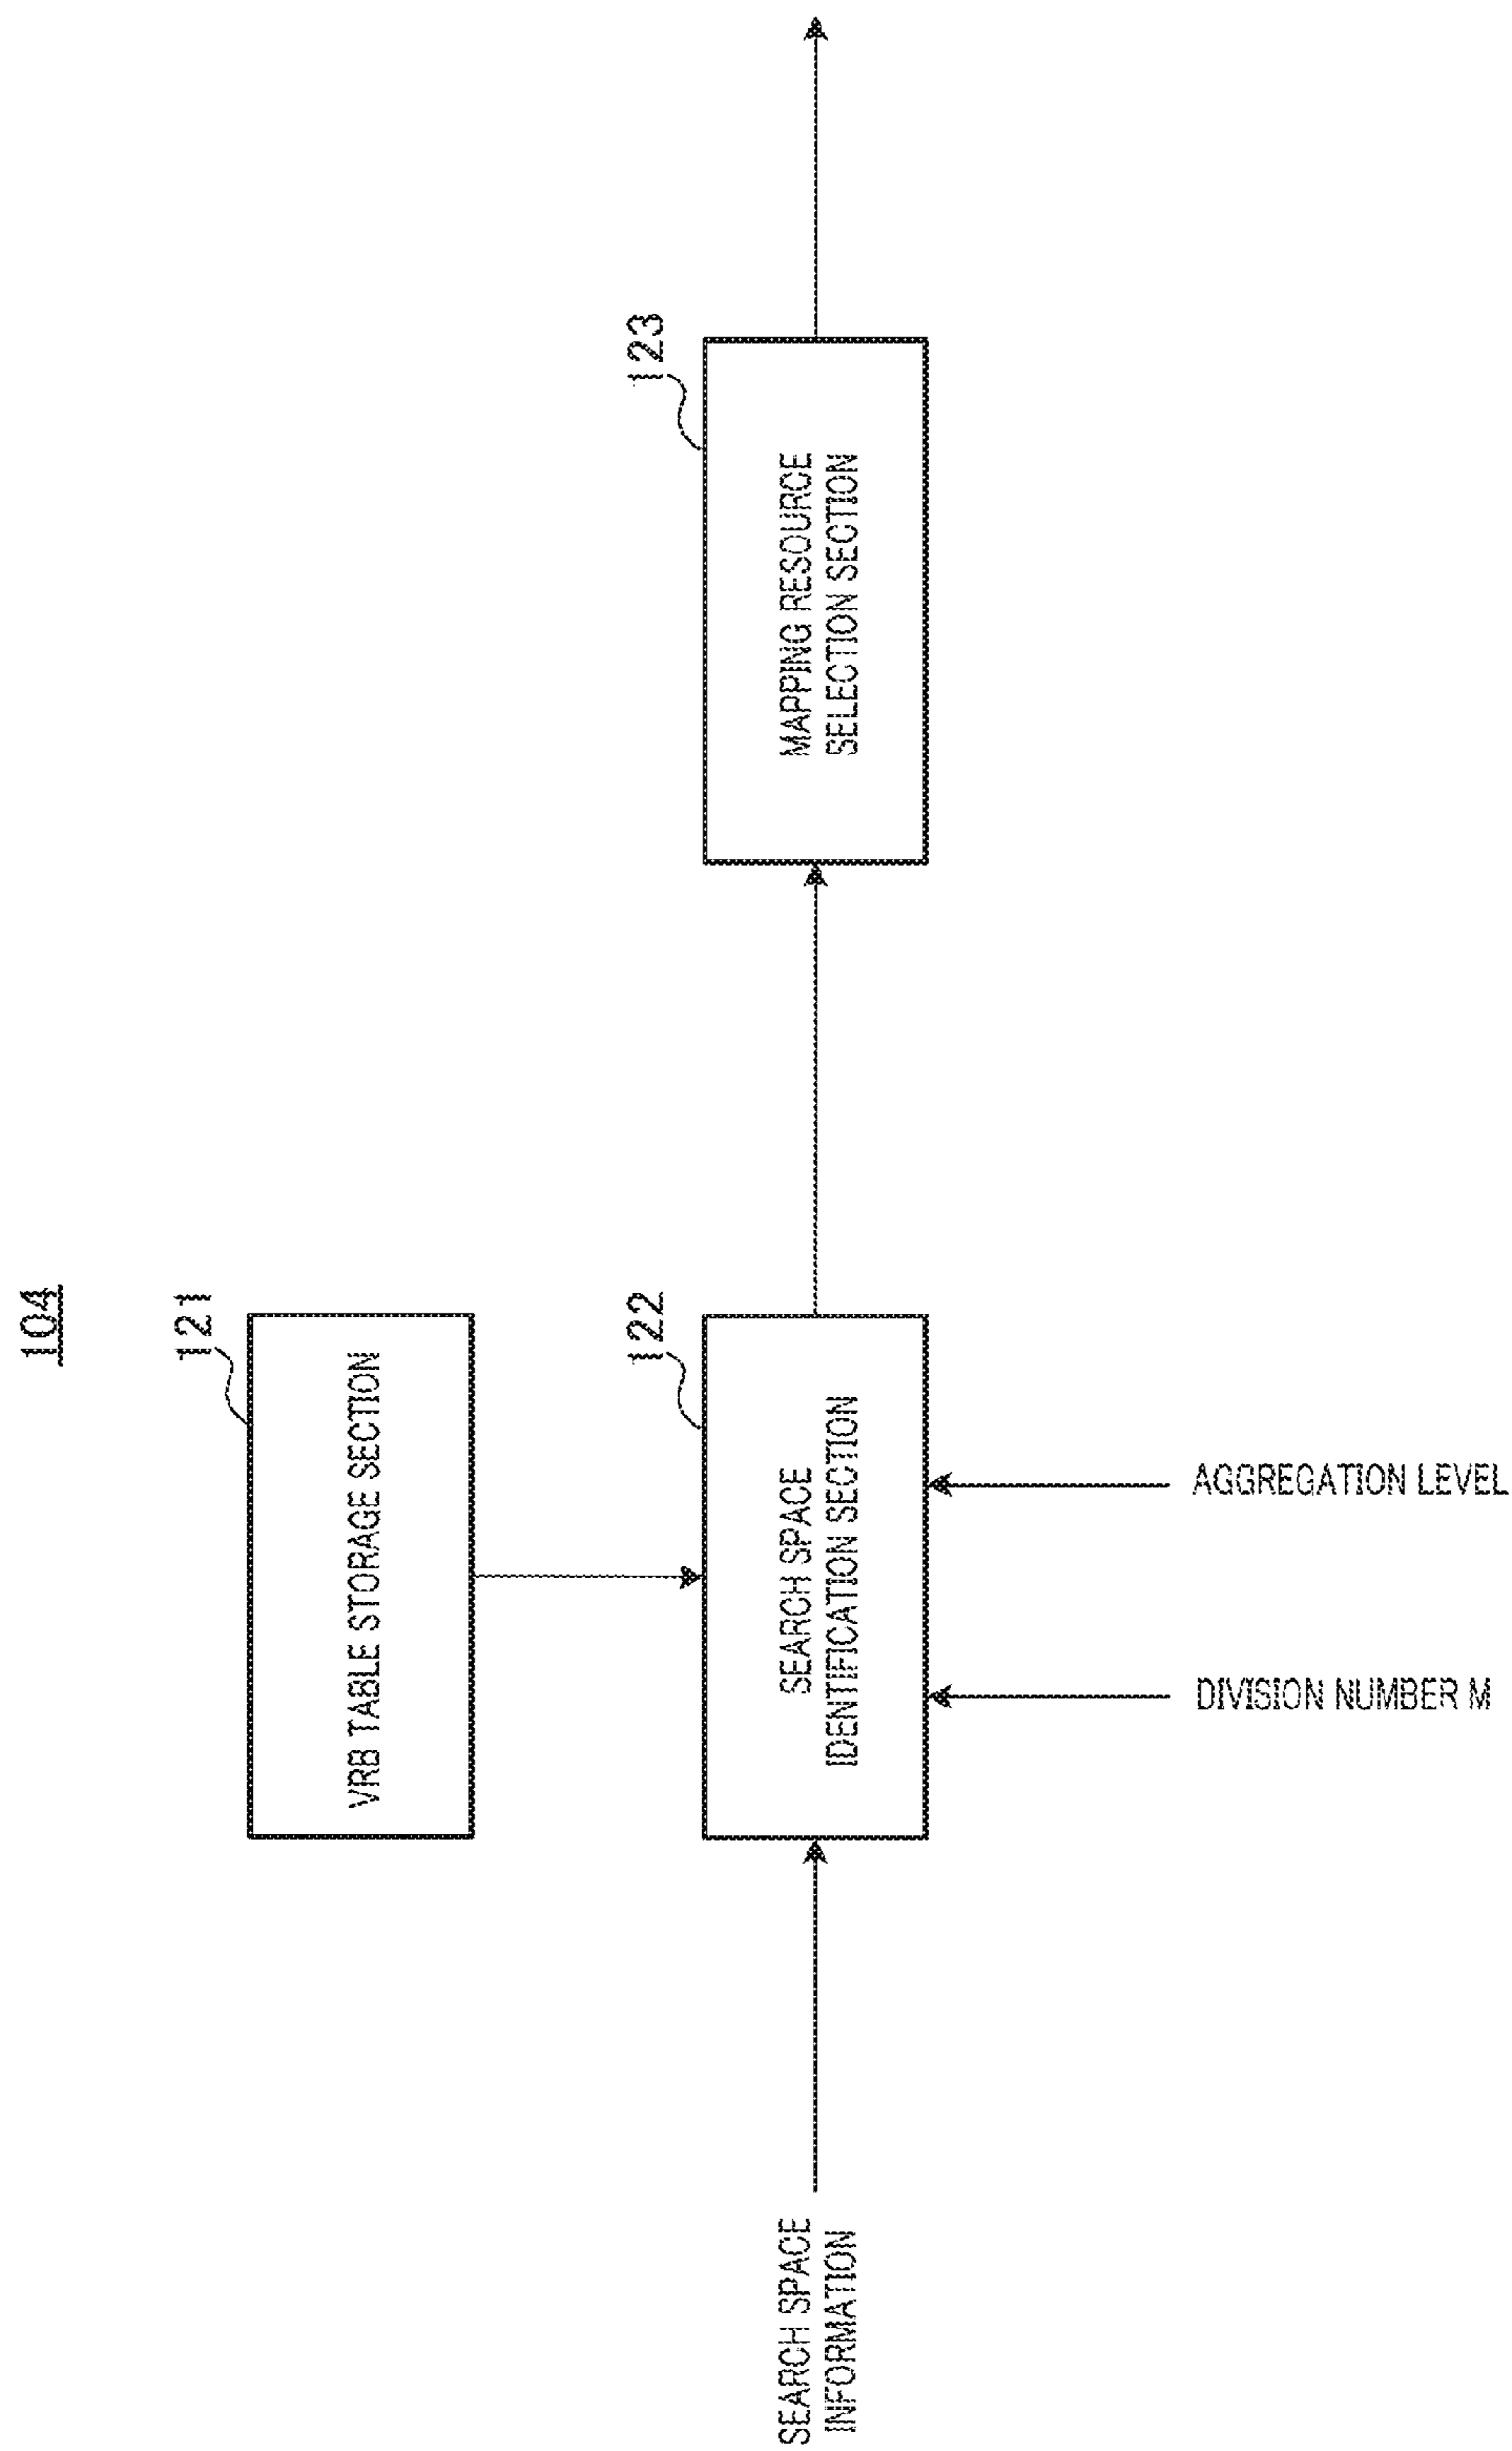 104
121
VRB TABLE STORAGE SECTION
122
123
SEARCH SPACE
INFORMATION
SEARCH SPACE
IDENTIFICATION SECTION
MAPPING RESOURCE
SELECTION SECTION
DIVISION NUMBER M
AGGREGATION LEVEL